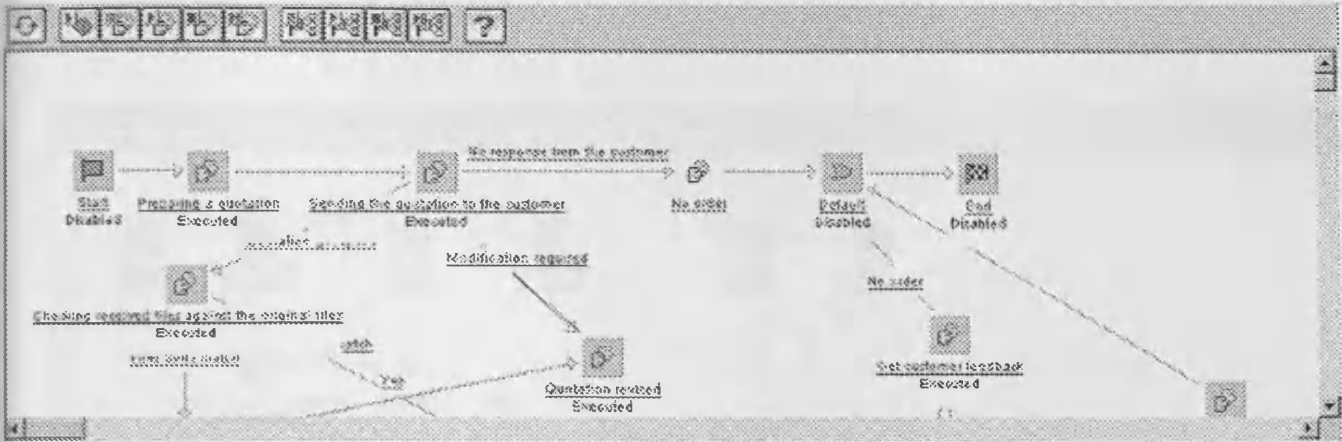 ?
No response from the customer
Start
Disabled
Preparing a quotation
Executed
Sending the quotation to the customer
Executed
No order
Default
Disabled
End
Disabled
Modification required
No order
Checking received files against the original files
Executed
Yes
Quotation revised
Executed
Get customer feedback
Executed